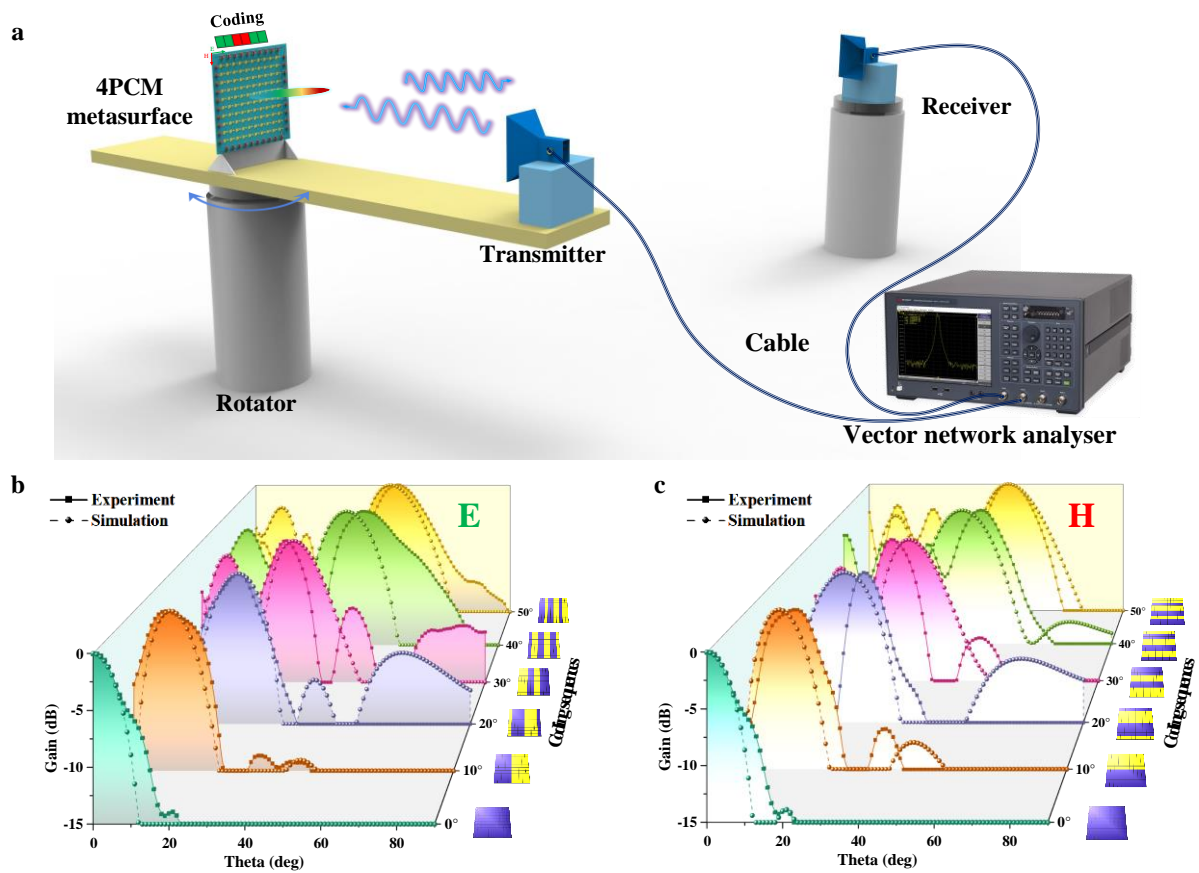 a
Coding
E
H
4PCM
metasurface
Receiver
Transmitter
Cable
Rotator
Vector network analyser
b
Experiment
Simulation
E
50°
40°
30°
20°
10°
0°
0
-5
-10
-15
Gain (dB)
0
20
40
60
80
Theta (deg)
c
Experiment
Simulation
H
50°
40°
30°
20°
10°
0°
0
-5
-10
-15
Gain (dB)
0
20
40
60
80
Theta (deg)